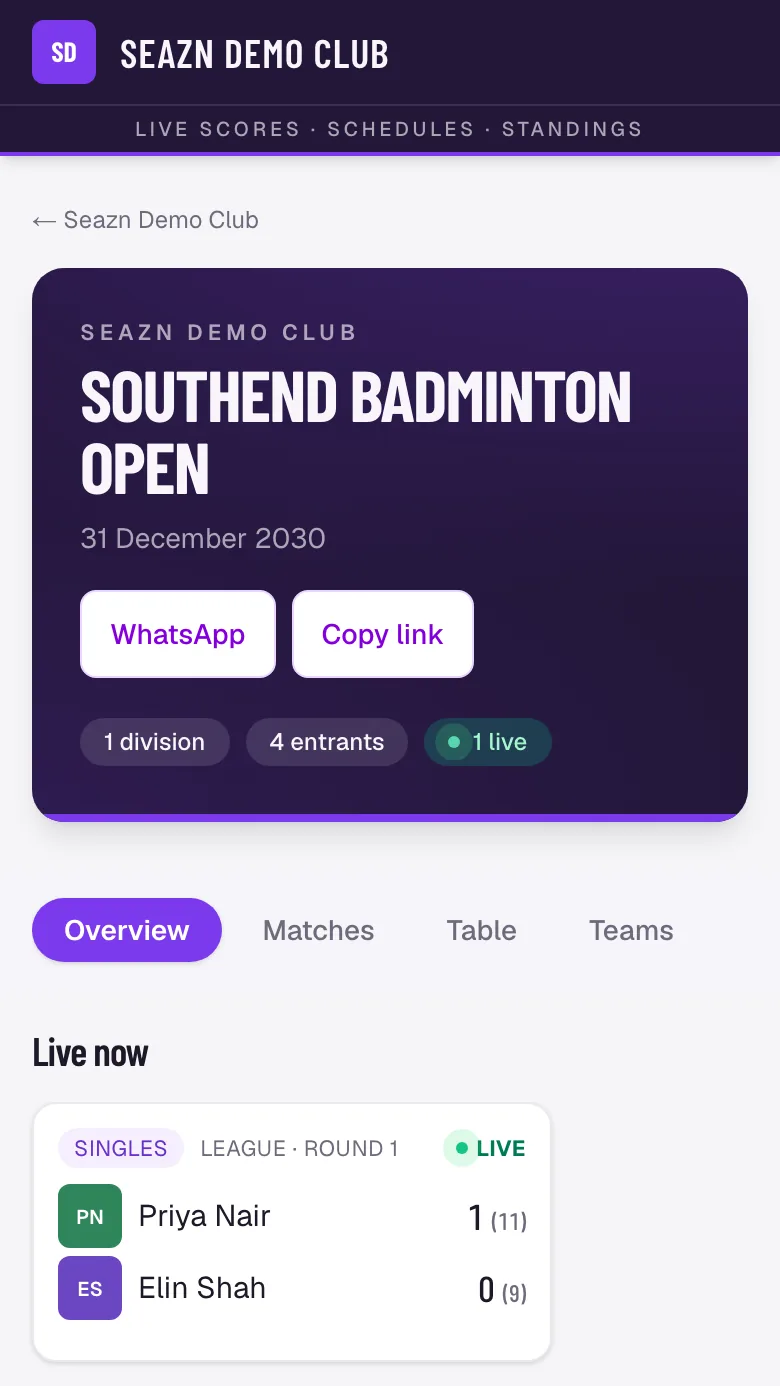 SD SEAZN DEMO CLUB
LIVE SCORES · SCHEDULES · STANDINGS
← Seazn Demo Club
SEAZN DEMO CLUB
SOUTHEND BADMINTON
OPEN
31 December 2030
WhatsApp Copy link
1 division 4 entrants 1 live
Overview Matches Table Teams
Live now
SINGLES LEAGUE · ROUND 1 LIVE
PN Priya Nair 1 (11)
ES Elin Shah 0 (9)